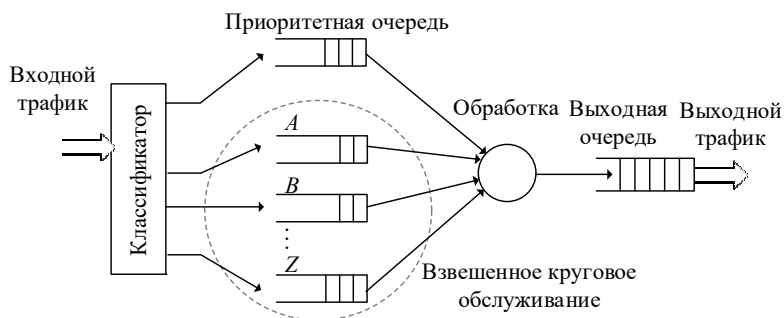 Приоритетная очередь
Входной
трафик
Классификатор
Обработка
Выходная
очередь
Выходной
трафик
A
B
...
Z
Взвешенное круговое
обслуживание